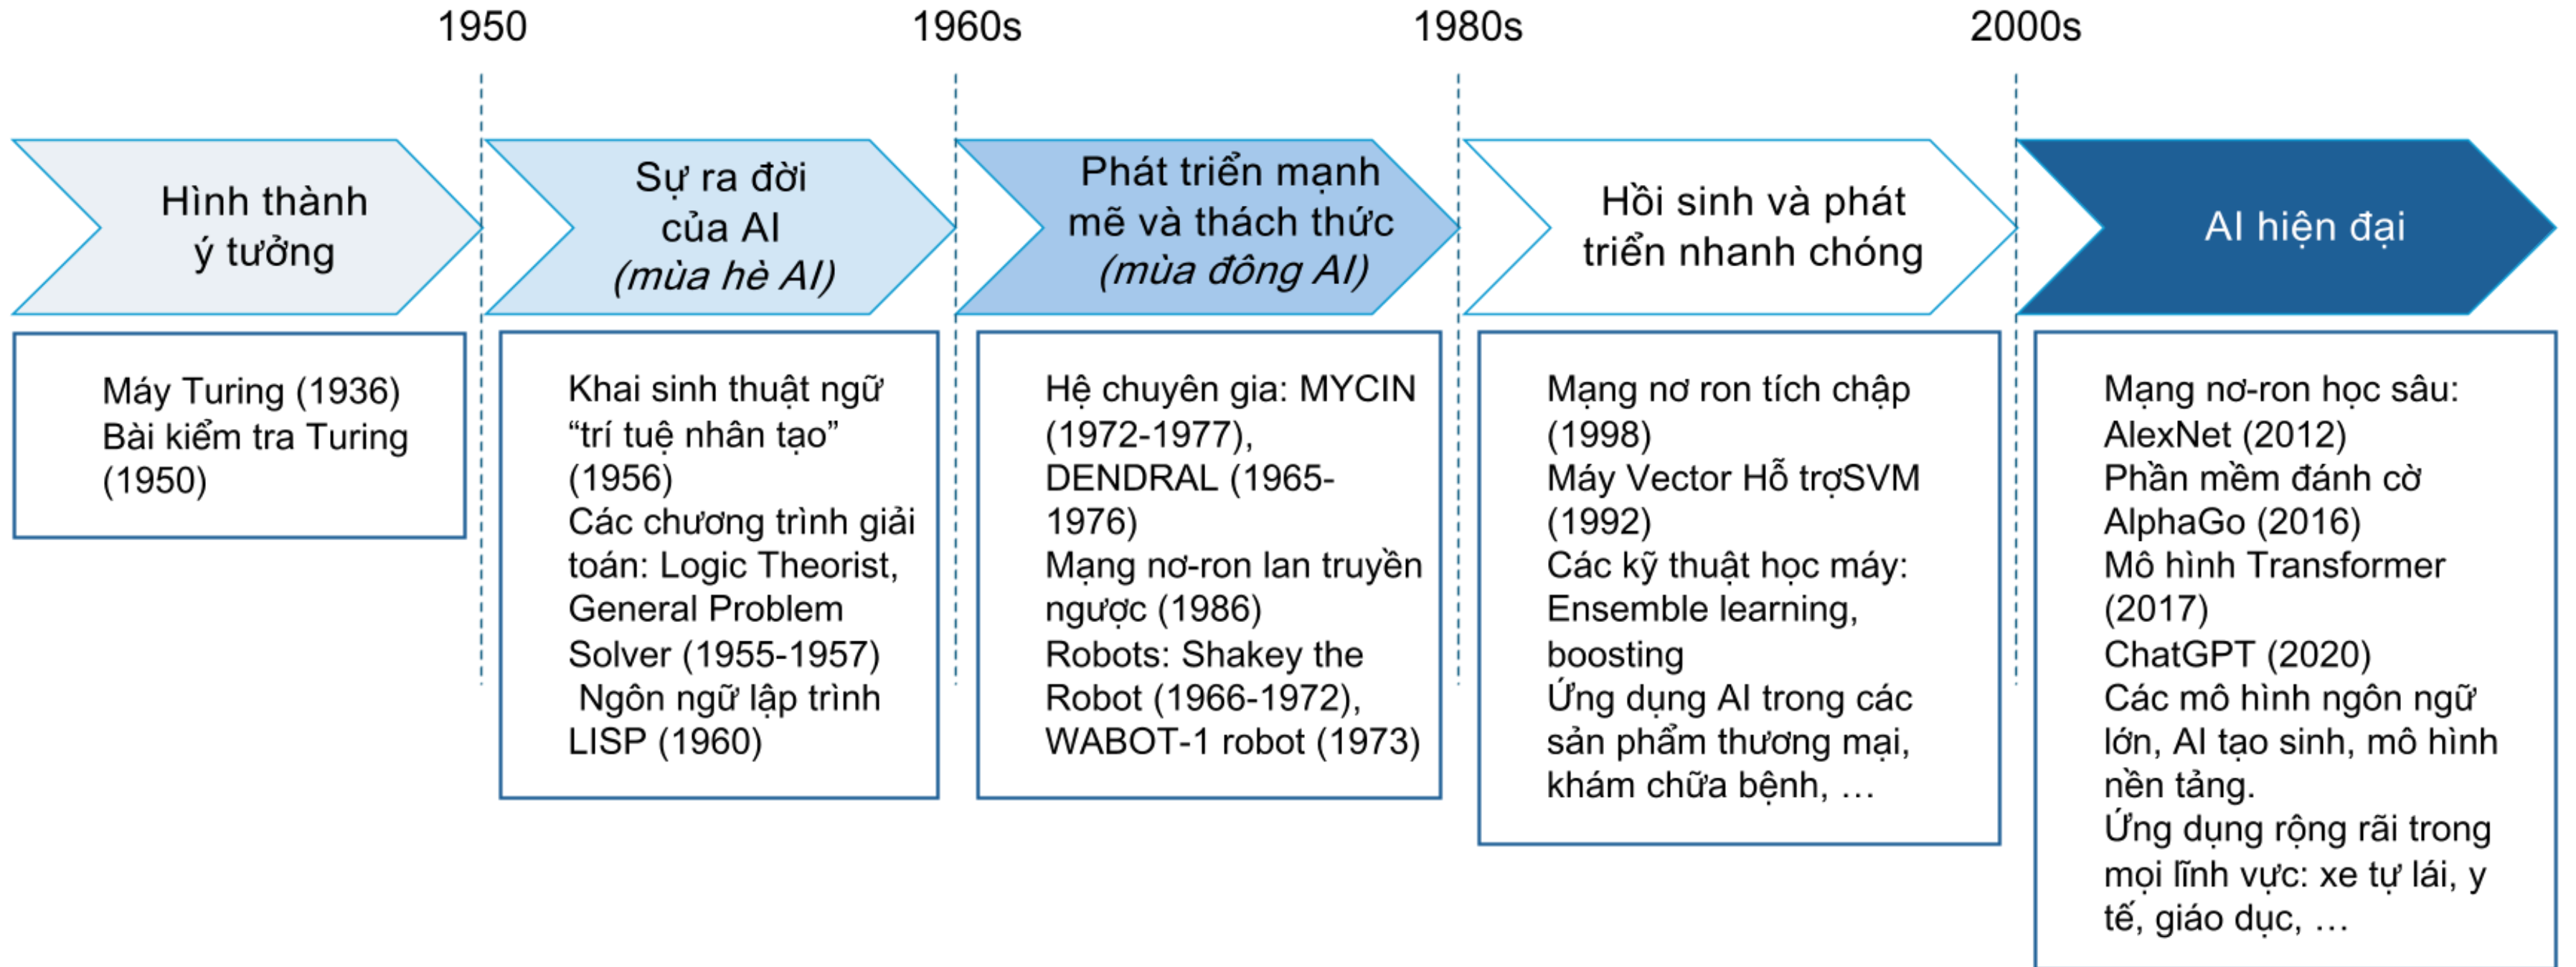 1950
1960s
1980s
2000s
Hình thành
ý tưởng
Sự ra đời
của AI
(mùa hè AI)
Phát triển mạnh
mẽ và thách thức
(mùa đông AI)
Hồi sinh và phát
triển nhanh chóng
AI hiện đại
Máy Turing (1936)
Bài kiểm tra Turing
(1950)
Khai sinh thuật ngữ
“trí tuệ nhân tạo”
(1956)
Các chương trình giải
toán: Logic Theorist,
General Problem
Solver (1955-1957)
Ngôn ngữ lập trình
LISP (1960)
Hệ chuyên gia: MYCIN
(1972-1977),
DENDRAL (1965-
1976)
Mạng nơ-ron lan truyền
ngược (1986)
Robots: Shakey the
Robot (1966-1972),
WABOT-1 robot (1973)
Mạng nơ ron tích chập
(1998)
Máy Vector Hỗ trợSVM
(1992)
Các kỹ thuật học máy:
Ensemble learning,
boosting
Ứng dụng AI trong các
sản phẩm thương mại,
khám chữa bệnh, …
Mạng nơ-ron học sâu:
AlexNet (2012)
Phần mềm đánh cờ
AlphaGo (2016)
Mô hình Transformer
(2017)
ChatGPT (2020)
Các mô hình ngôn ngữ
lớn, AI tạo sinh, mô hình
nền tảng.
Ứng dụng rộng rãi trong
mọi lĩnh vực: xe tự lái, y
tế, giáo dục, …